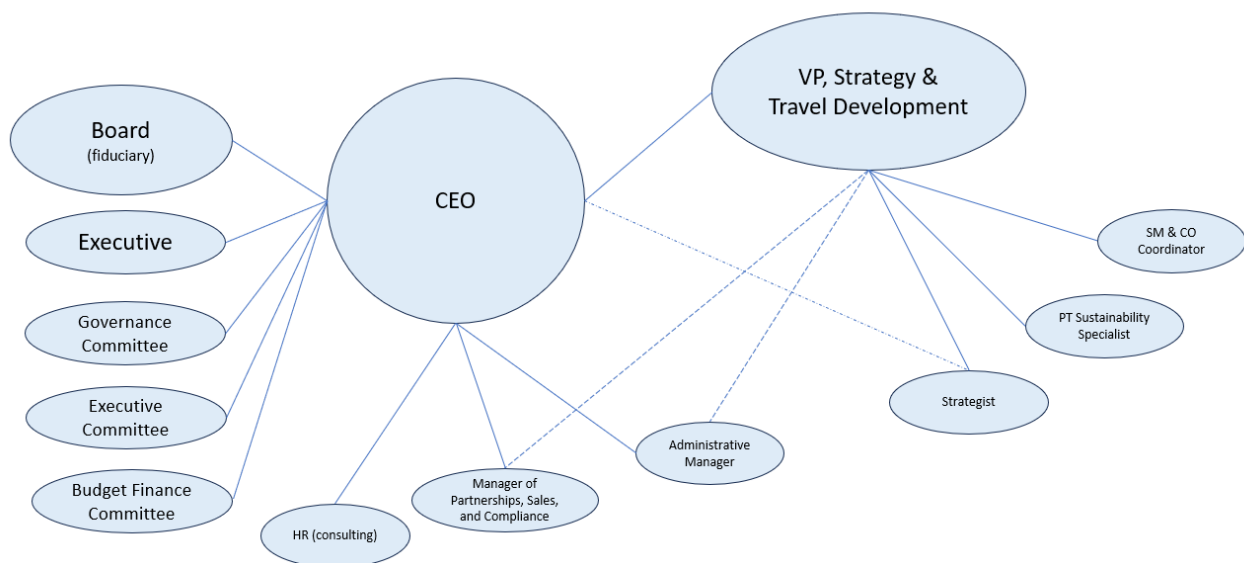 Board
(fiduciary)
Executive
Governance
Committee
Executive
Committee
Budget Finance
Committee
CEO
HR (consulting)
Manager of
Partnerships, Sales,
and Compliance
Administrative
Manager
VP, Strategy &
Travel Development
Strategist
PT Sustainability
Specialist
SM & CO
Coordinator